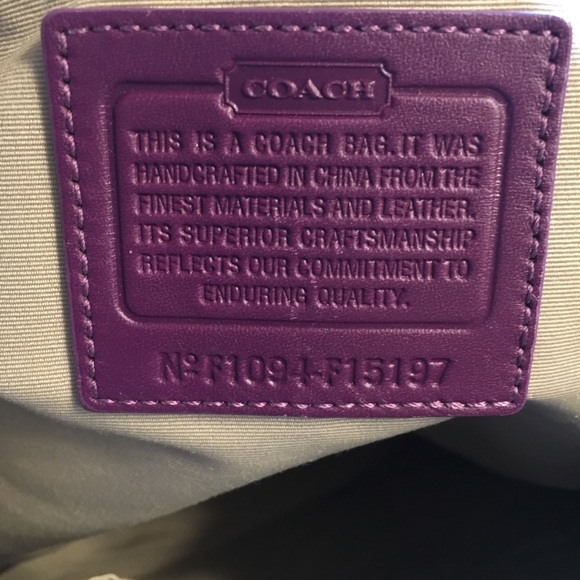 COACH
THIS IS A COACH BAG. IT WAS
HANDCRAFTED IN CHINA FROM THE
FINEST MATERIALS AND LEATHER.
ITS SUPERIOR CRAFTSMANSHIP
REFLECTS OUR COMMITMENT TO
ENDURING QUALITY.
Nº F1094-F15197